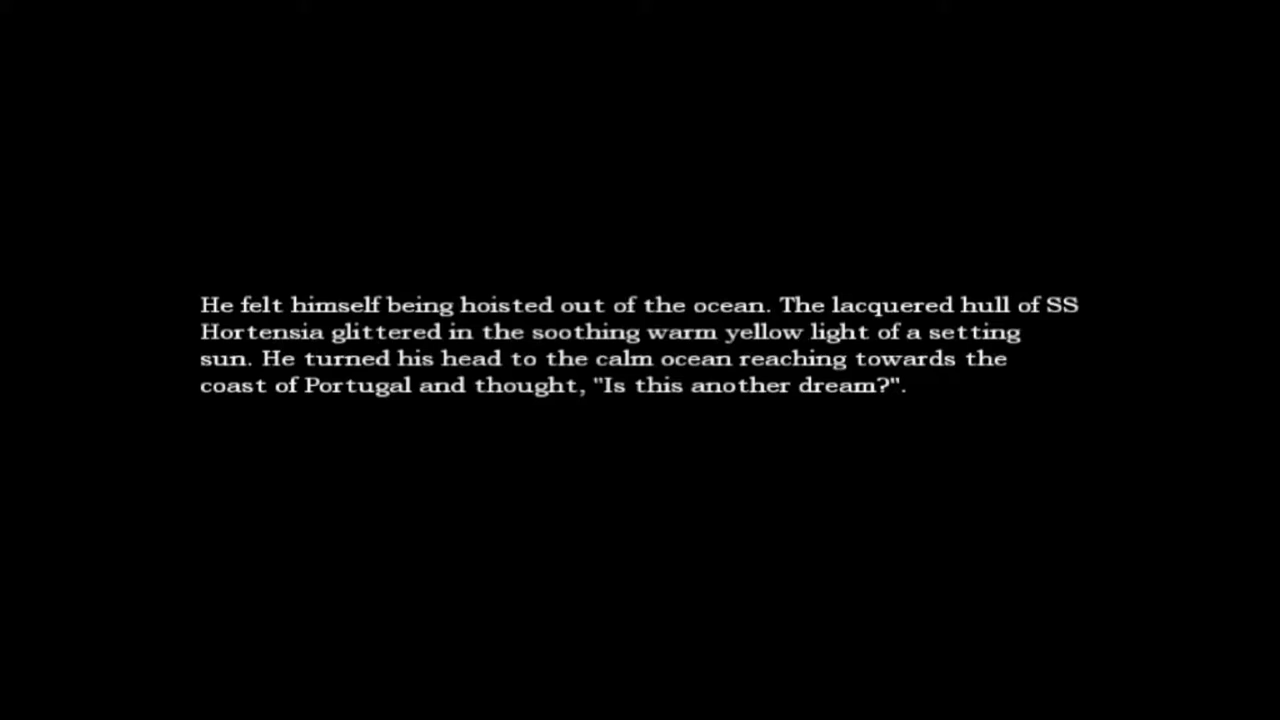 He felt himself being hoisted out of the ocean. The lacquered hull of SS
Hortensia glittered in the soothing warm yellow light of a setting
sun. He turned his head to the calm ocean reaching towards the
coast of Portugal and thought, "Is this another dream?".